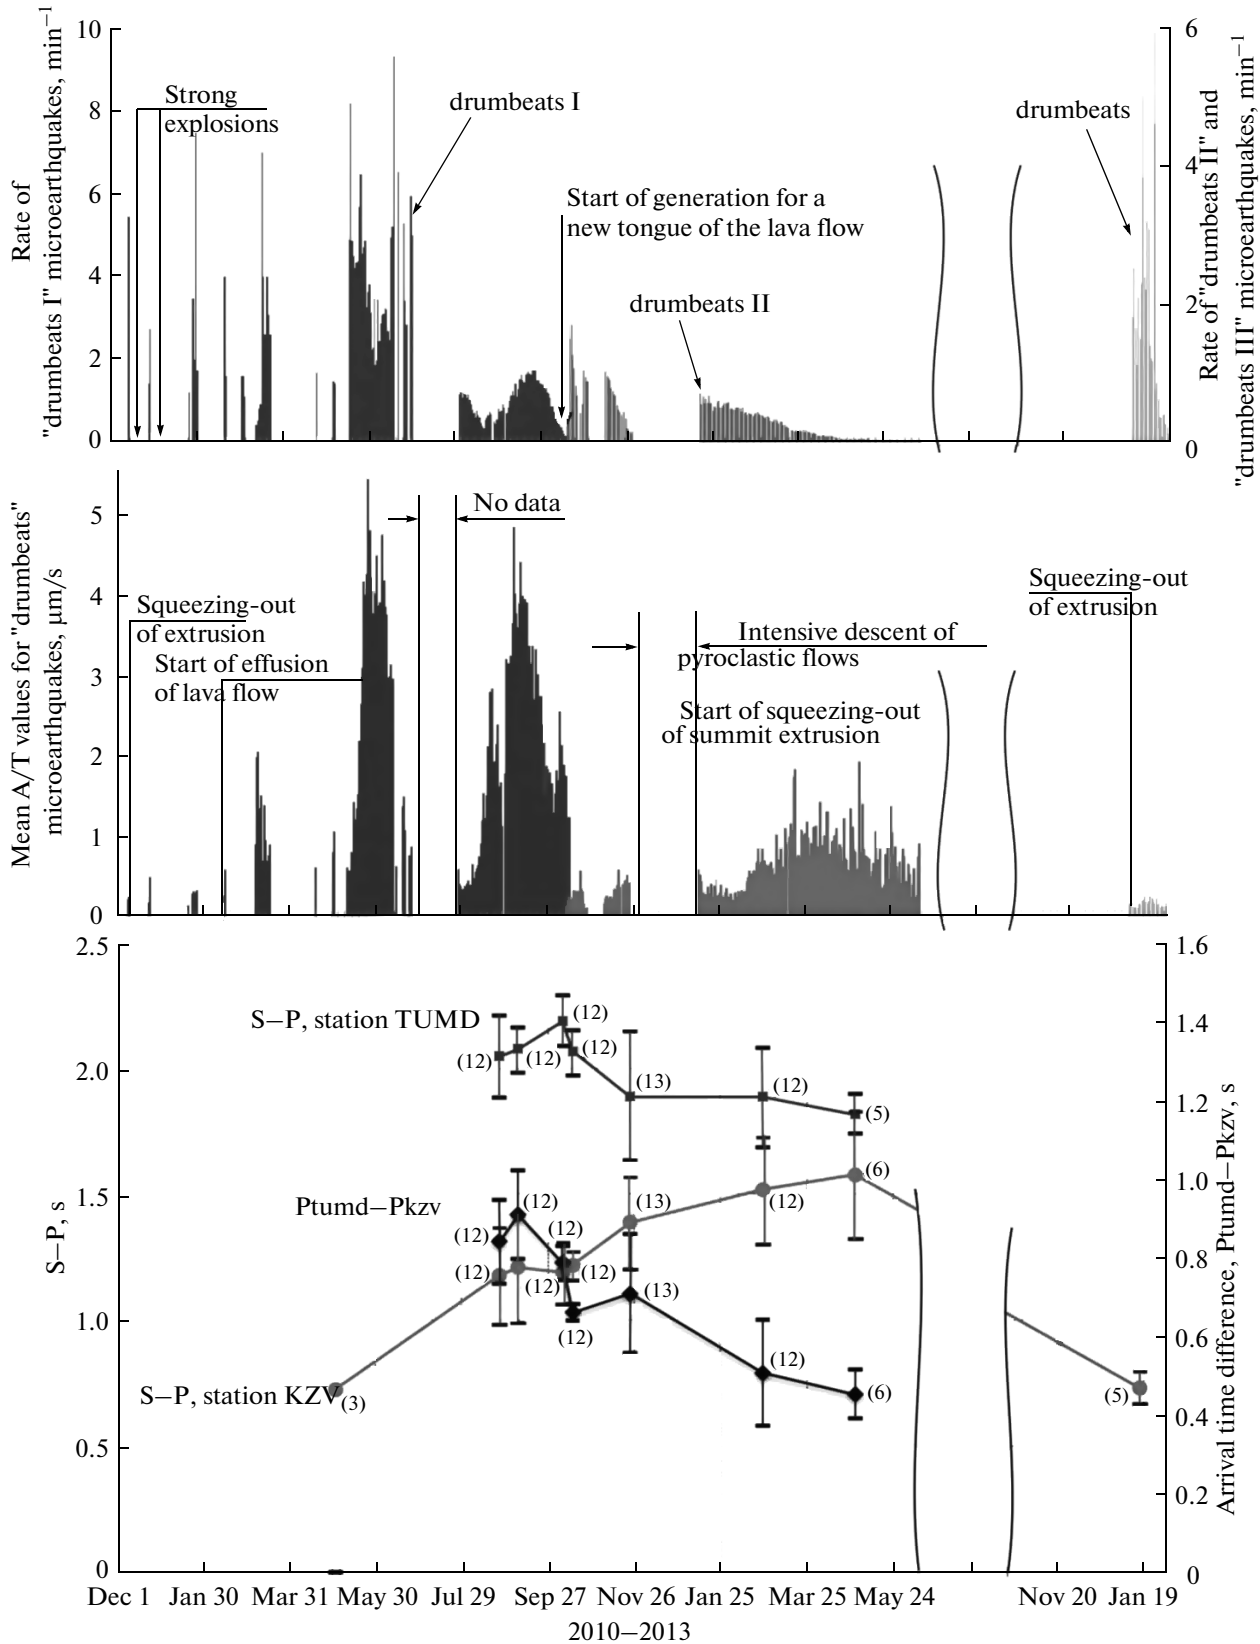 Rate of
"drumbeats I" microearthquakes, min−1
10
8
6
4
2
0
Strong
explosions
drumbeats I
Start of generation for a
new tongue of the lava flow
drumbeats II
drumbeats
6
4
2
0
Rate of "drumbeats II" and
"drumbeats III" microearthquakes, min−1
Mean A/T values for "drumbeats"
microearthquakes, μm/s
5
4
3
2
1
0
No data
Squeezing-out
of extrusion
Start of effusion
of lava flow
Intensive descent of
pyroclastic flows
Start of squeezing-out
of summit extrusion
Squeezing-out
of extrusion
S−P, s
2.5
2.0
1.5
1.0
0.5
0
S−P, station TUMD
(12)
(12)
(12)
(12)
(13)
(12)
(5)
Ptumd−Pkzv
(12)
(12)
(12)
(12)
(13)
(12)
(6)
S−P, station KZV
(3)
(12)
(12)
(12)
(13)
(12)
(6)
(5)
1.6
1.4
1.2
1.0
0.8
0.6
0.4
0.2
0
Arrival time difference, Ptumd−Pkzv, s
Dec 1 Jan 30 Mar 31 May 30 Jul 29 Sep 27 Nov 26 Jan 25 Mar 25 May 24 Nov 20 Jan 19
2010−2013